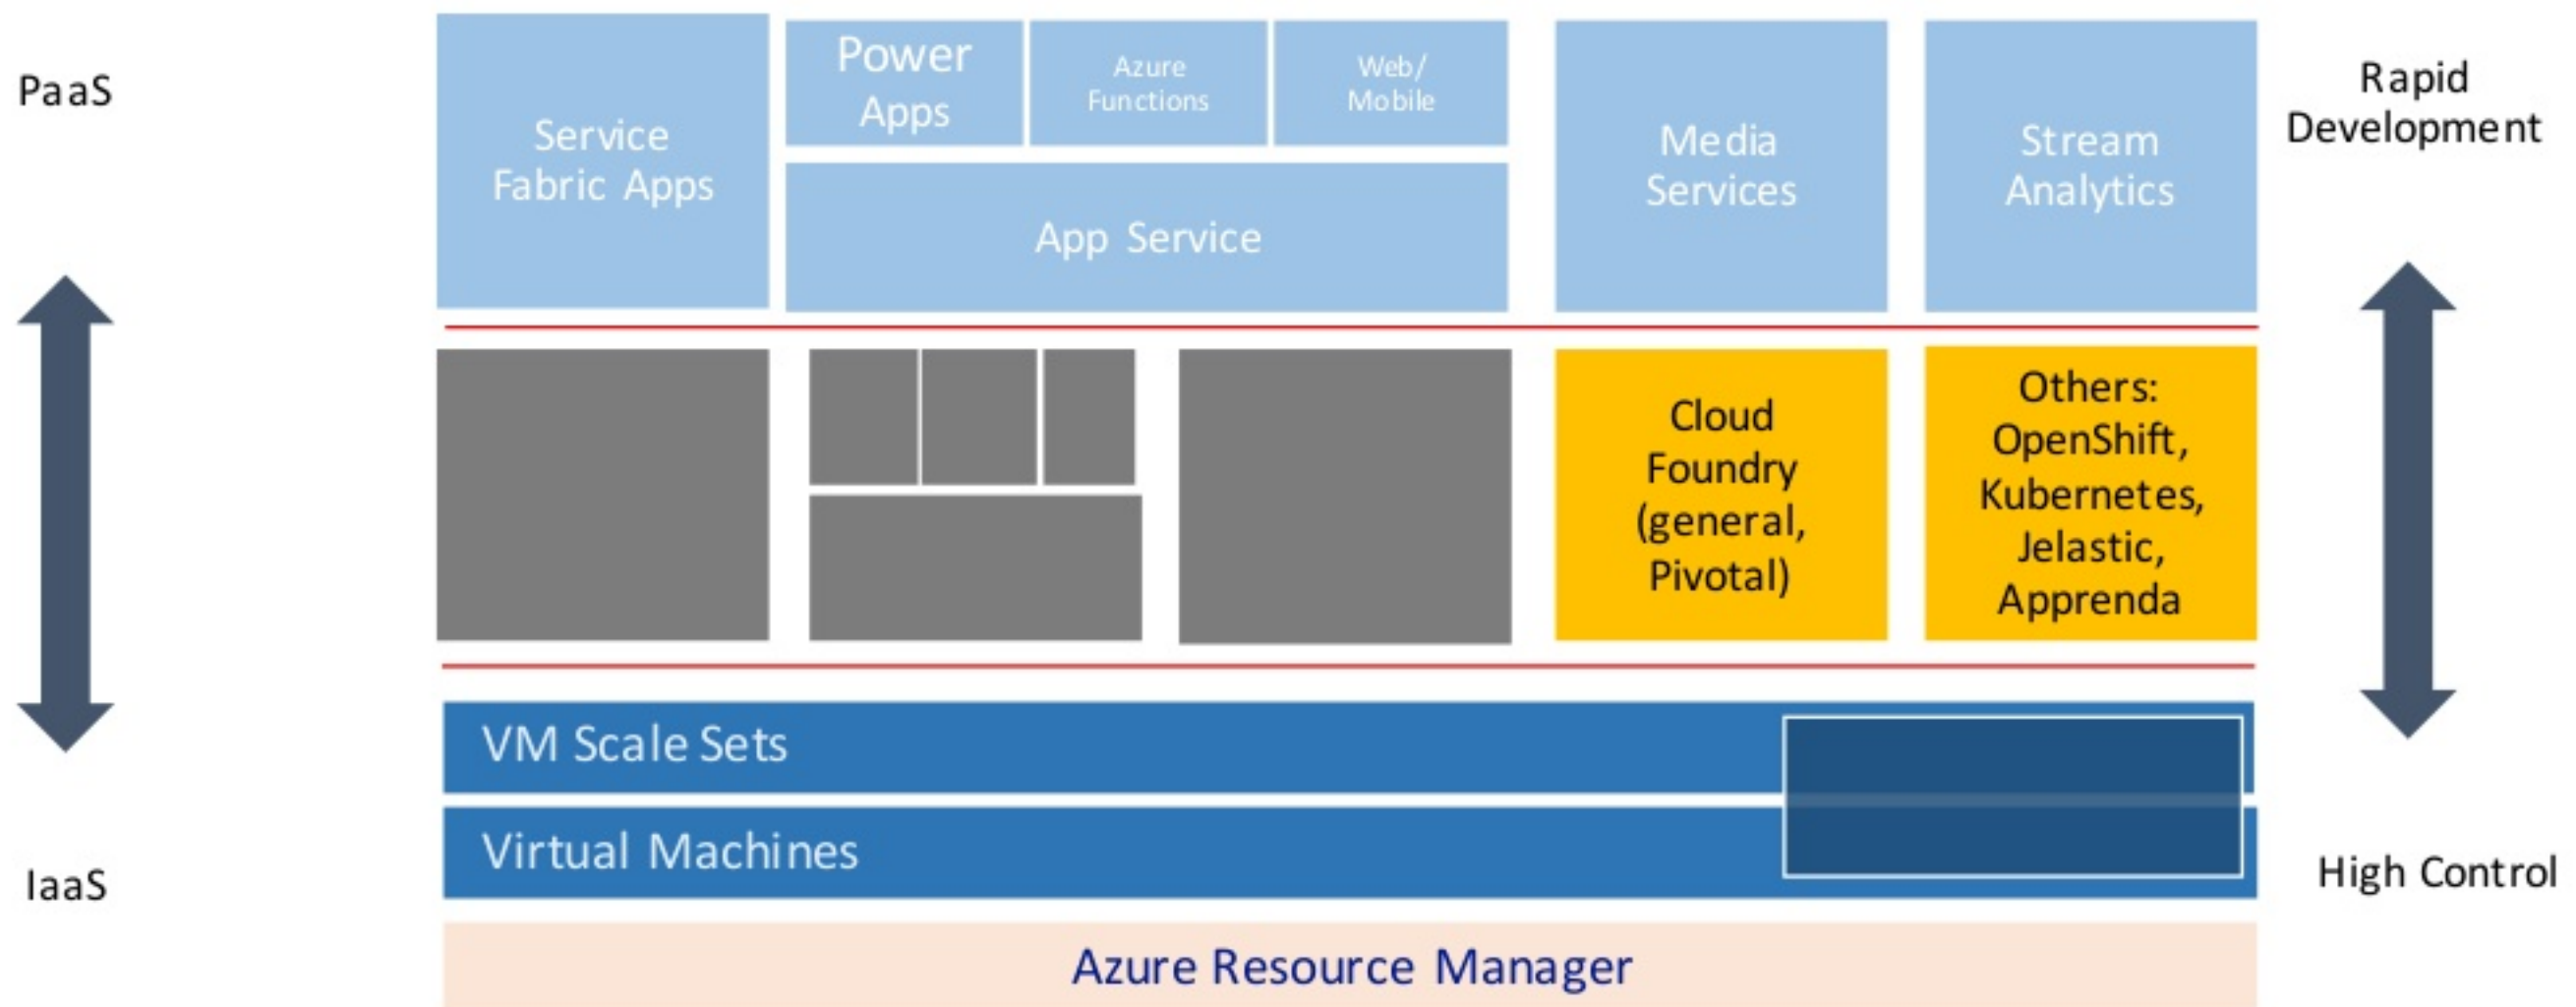 PaaS
Service
Fabric Apps
Power
Apps
Azure
Functions
Web/
Mobile
App Service
Media
Services
Stream
Analytics
Rapid
Development
Cloud
Foundry
(general,
Pivotal)
Others:
OpenShift,
Kubernetes,
Jelastic,
Apprenda
VM Scale Sets
Virtual Machines
IaaS
High Control
Azure Resource Manager